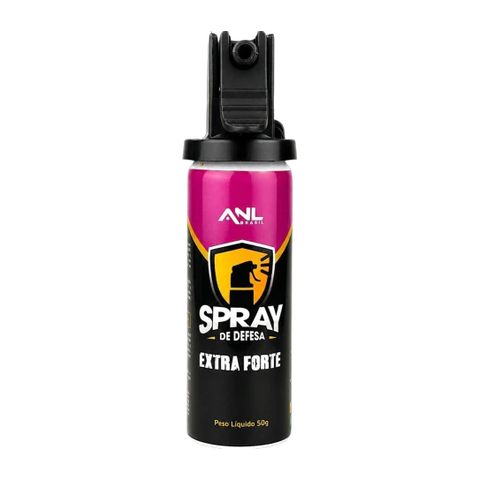 ANL
BRASIL
SPRAY
DE DEFESA
EXTRA FORTE
Peso Líquido 50g